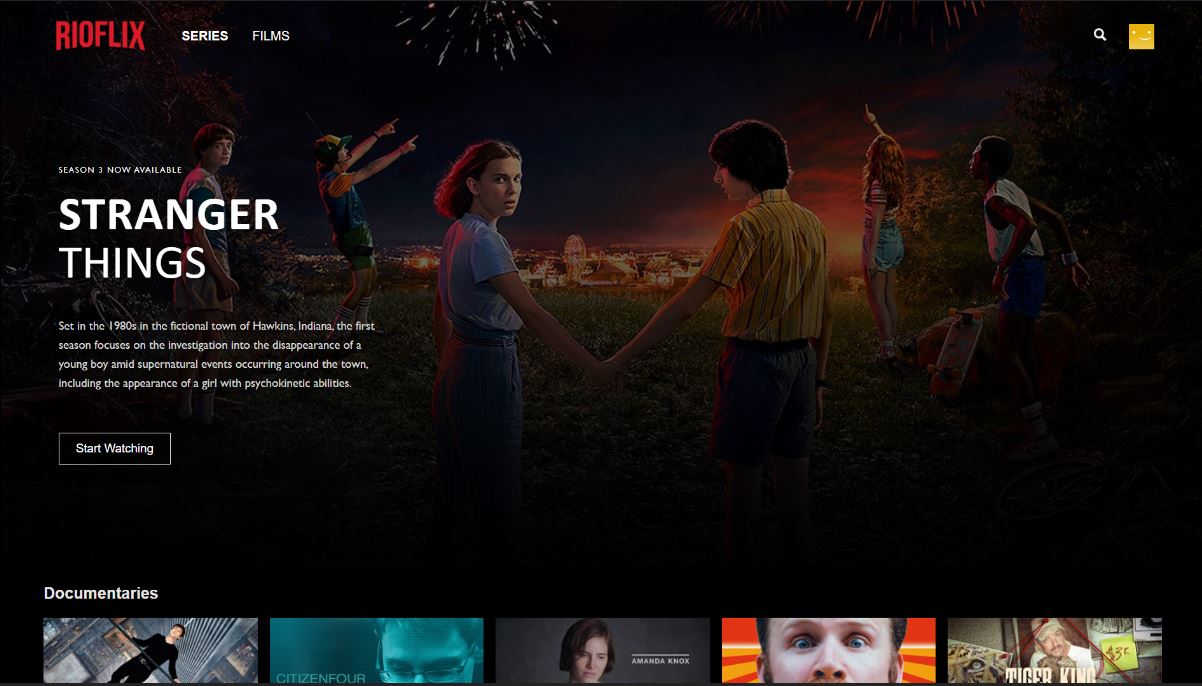 RIOFLIX
SERIES
FILMS
SEASON 3 NOW AVAILABLE
STRANGER
THINGS
Set in the 1980s in the fictional town of Hawkins, Indiana, the first
season focuses on the investigation into the disappearance of a
young boy amid supernatural events occurring around the town,
including the appearance of a girl with psychokinetic abilities.
Start Watching
Documentaries
CITIZENFOUR
AMANDA KNOX
$3K
TIGER KING